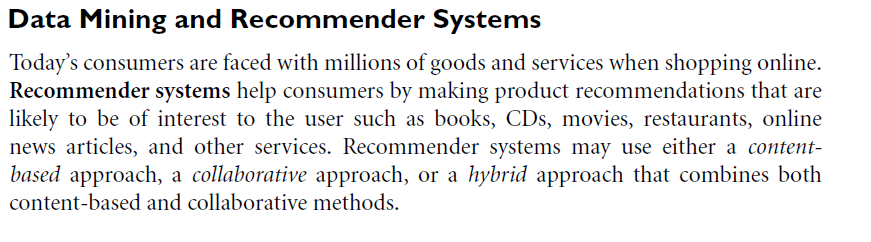 Data Mining and Recommender Systems
Today’s consumers are faced with millions of goods and services when shopping online.
Recommender systems help consumers by making product recommendations that are
likely to be of interest to the user such as books, CDs, movies, restaurants, online
news articles, and other services. Recommender systems may use either a content-
based approach, a collaborative approach, or a hybrid approach that combines both
content-based and collaborative methods.